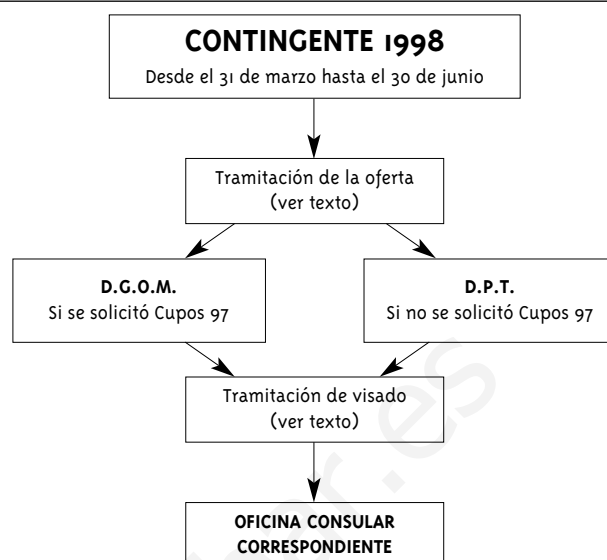 CONTINGENTE 1998
Desde el 31 de marzo hasta el 30 de junio
Tramitación de la oferta
(ver texto)
D.G.O.M.
Si se solicitó Cupos 97
D.P.T.
Si no se solicitó Cupos 97
Tramitación de visado
(ver texto)
OFICINA CONSULAR
CORRESPONDIENTE